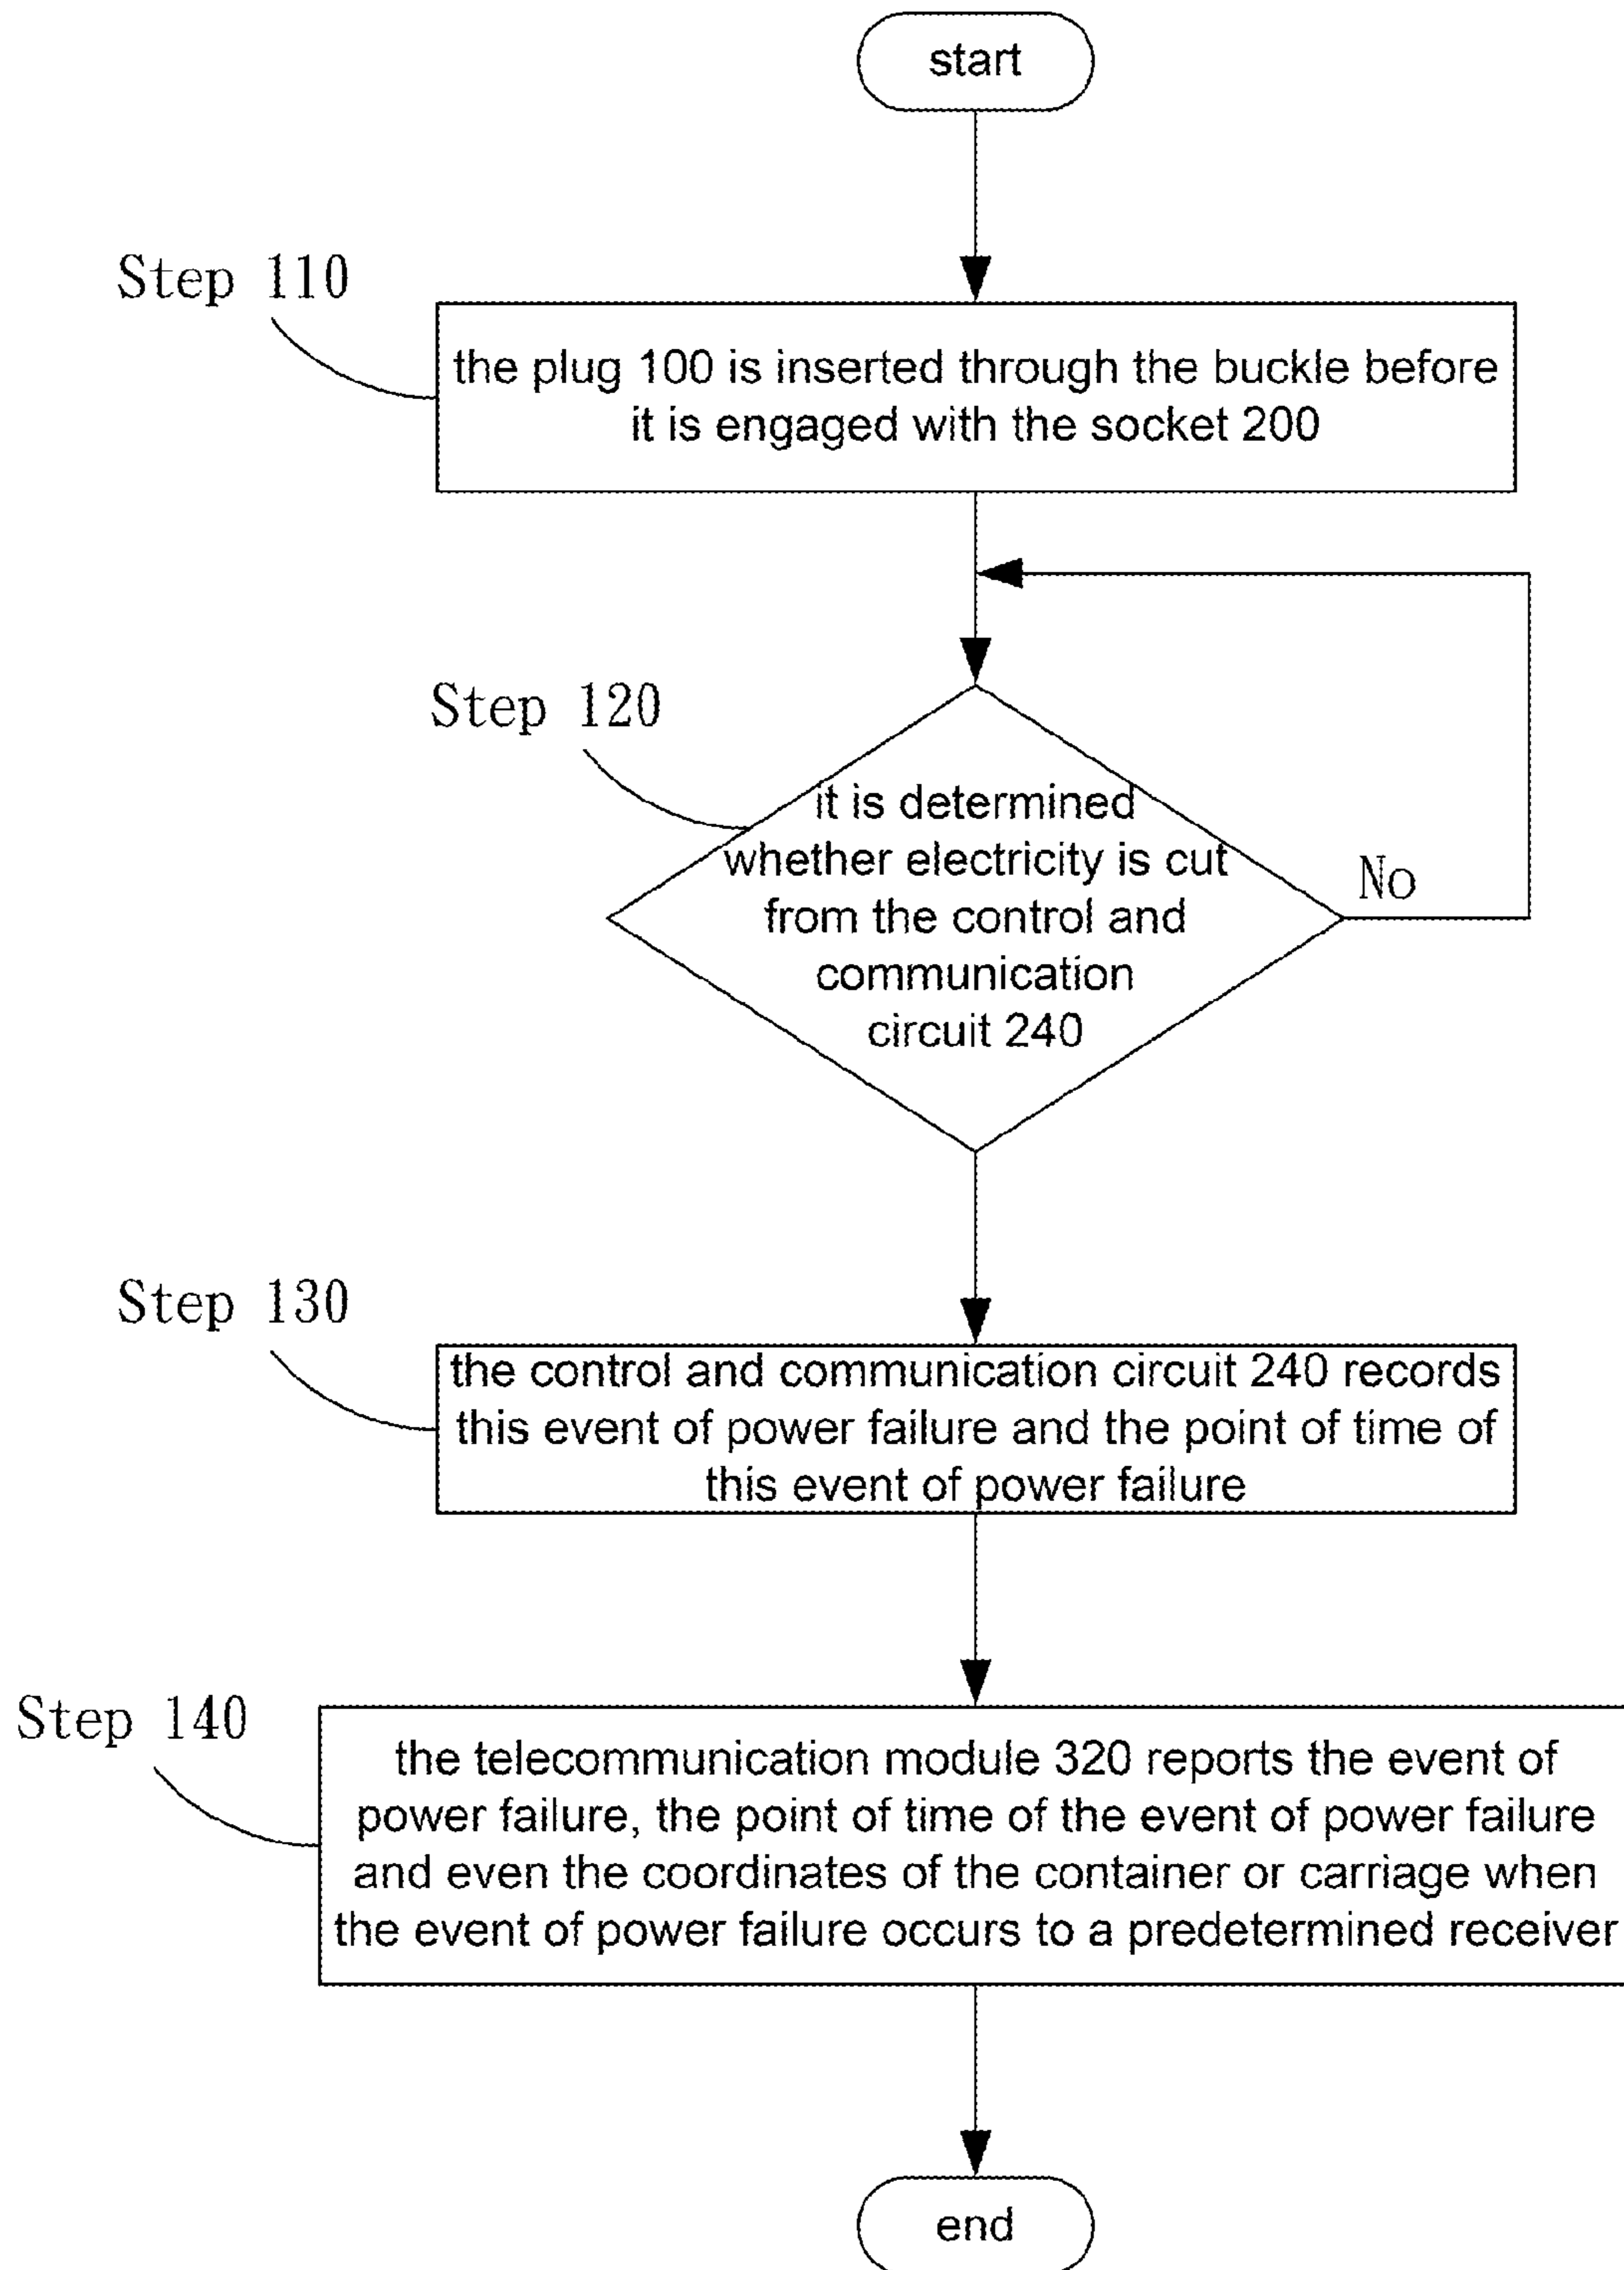 start
Step 110
the plug 100 is inserted through the buckle before
it is engaged with the socket 200
Step 120
it is determined
whether electricity is cut
from the control and
communication
circuit 240
No
Step 130
the control and communication circuit 240 records
this event of power failure and the point of time of
this event of power failure
Step 140
the telecommunication module 320 reports the event of
power failure, the point of time of the event of power failure
and even the coordinates of the container or carriage when
the event of power failure occurs to a predetermined receiver
end